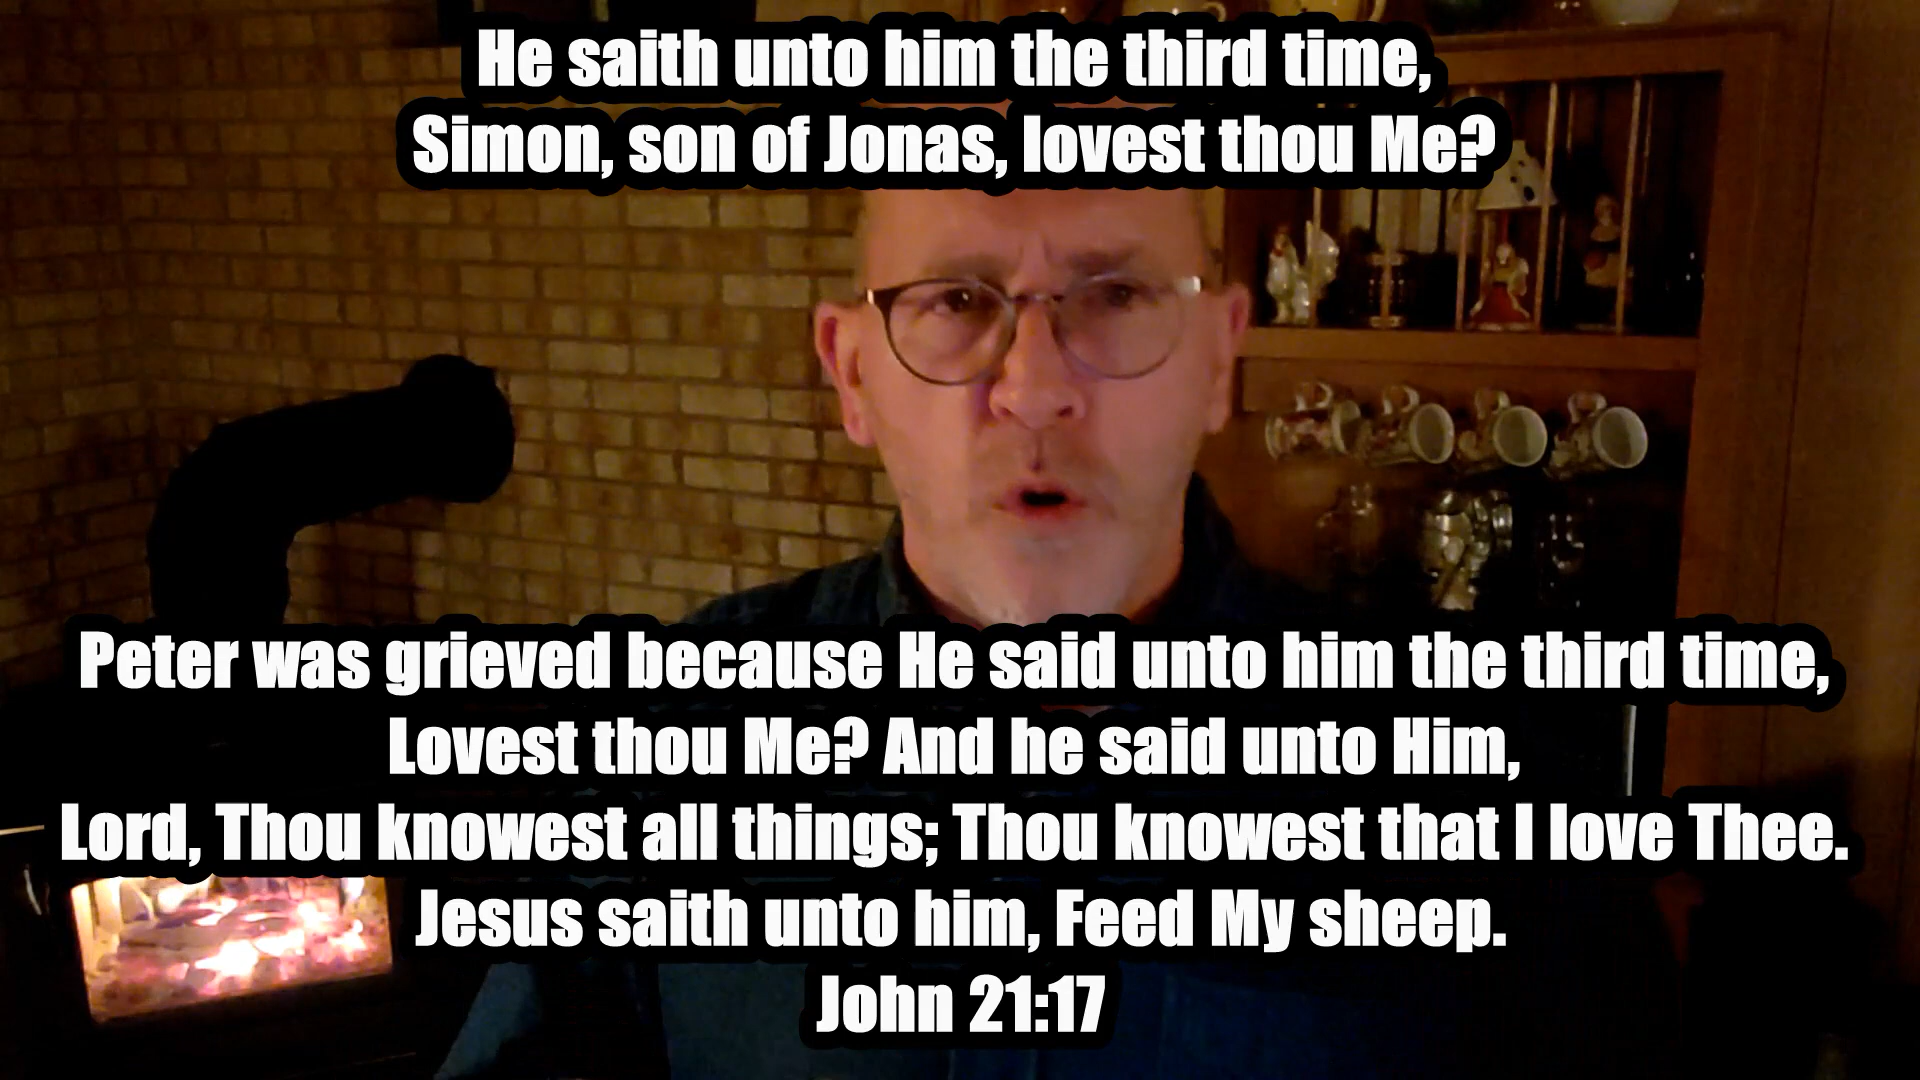 He saith unto him the third time,
Simon, son of Jonas, lovest thou Me?
Peter was grieved because He said unto him the third time,
Lovest thou Me? And he said unto Him,
Lord, Thou knowest all things; Thou knowest that I love Thee.
Jesus saith unto him, Feed My sheep.
John 21:17